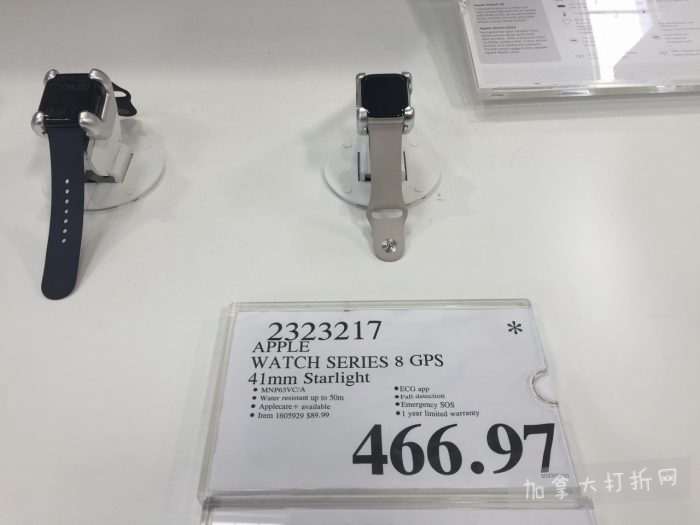 2323217 *
APPLE
WATCH SERIES 8 GPS
41mm Starlight
• MNP63VC/A
• Water resistant up to 50m
• Applecare+ available
• Item 1605929 $89.99
• ECG app
• Fall detection
• Emergency SOS
• 1 year limited warranty
466.97
加拿大打折网